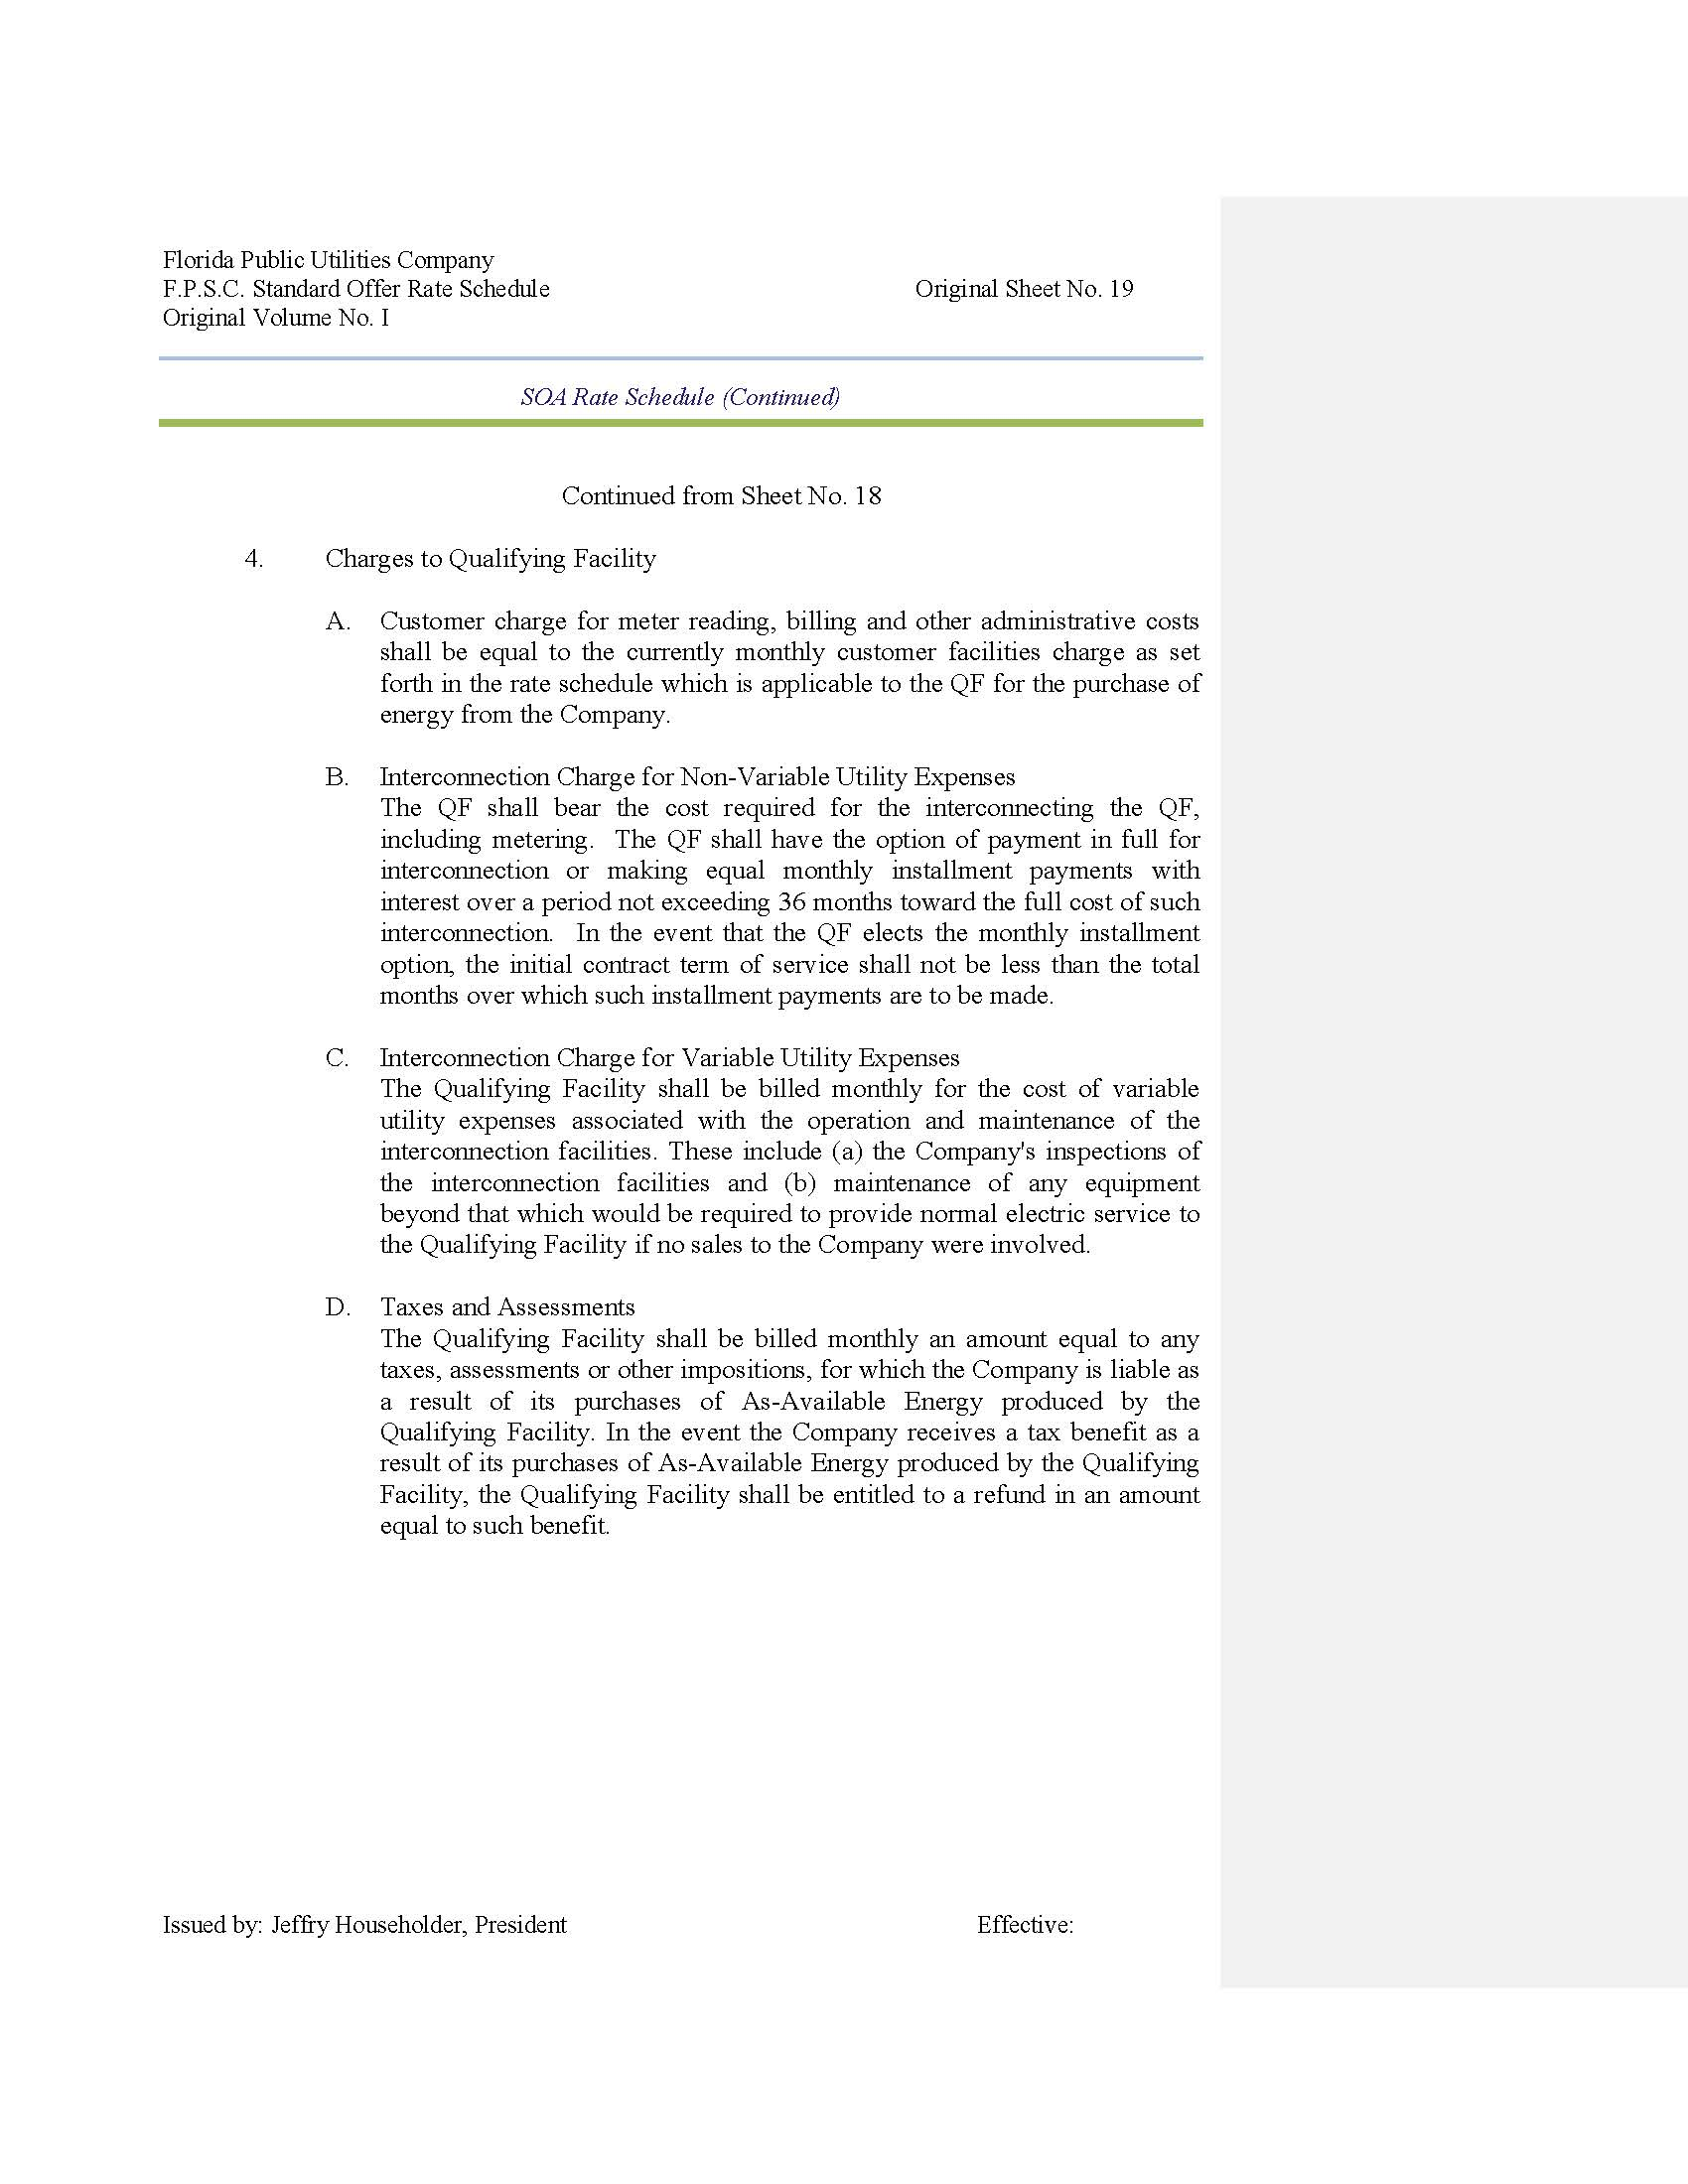 Florida Public Utilities Company
F.P.S.C. Standard Offer Rate Schedule Original Sheet No. 19
Original Volume No. I
SOA Rate Schedule (Continued)
Continued from Sheet No. 18
4. Charges to Qualifying Facility
A. Customer charge for meter reading, billing and other administrative costs
shall be equal to the currently monthly customer facilities charge as set
forth in the rate schedule which is applicable to the QF for the purchase of
energy from the Company.
B. Interconnection Charge for Non-Variable Utility Expenses
The QF shall bear the cost required for the interconnecting the QF,
including metering. The QF shall have the option of payment in full for
interconnection or making equal monthly installment payments with
interest over a period not exceeding 36 months toward the full cost of such
interconnection. In the event that the QF elects the monthly installment
option, the initial contract term of service shall not be less than the total
months over which such installment payments are to be made.
C. Interconnection Charge for Variable Utility Expenses
The Qualifying Facility shall be billed monthly for the cost of variable
utility expenses associated with the operation and maintenance of the
interconnection facilities. These include (a) the Company's inspections of
the interconnection facilities and (b) maintenance of any equipment
beyond that which would be required to provide normal electric service to
the Qualifying Facility if no sales to the Company were involved.
D. Taxes and Assessments
The Qualifying Facility shall be billed monthly an amount equal to any
taxes, assessments or other impositions, for which the Company is liable as
a result of its purchases of As-Available Energy produced by the
Qualifying Facility. In the event the Company receives a tax benefit as a
result of its purchases of As-Available Energy produced by the Qualifying
Facility, the Qualifying Facility shall be entitled to a refund in an amount
equal to such benefit.
Issued by: Jeffry Householder, President Effective: